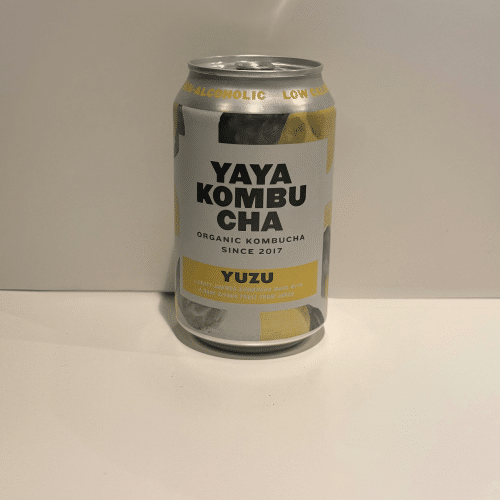 -ALCOHOLIC LOW
YAYA
KOMBU
CHA
ORGANIC KOMBUCHA
SINCE 2017
YUZU